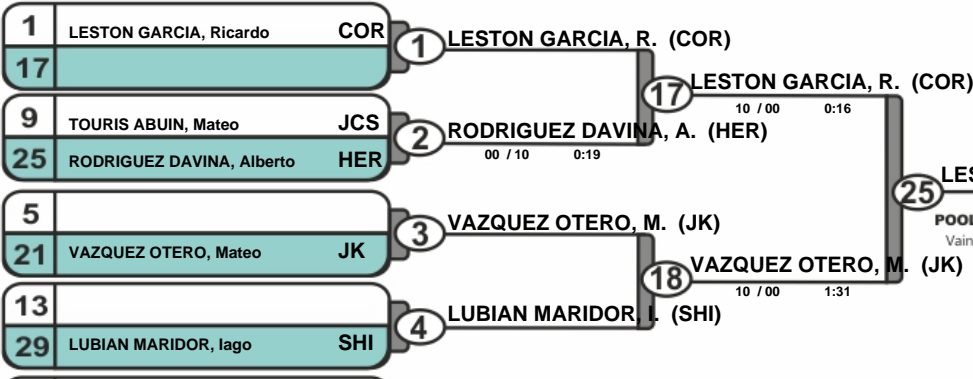 1 LESTON GARCIA, Ricardo COR
17
1 LESTON GARCIA, R. (COR)
17 LESTON GARCIA, R. (COR)
10 / 00 0:16
9 TOURIS ABUIN, Mateo JCS
25 RODRIGUEZ DAVINA, Alberto HER
2 RODRIGUEZ DAVINA, A. (HER)
00 / 10 0:19
25 LES
POOL
Vain
5
21 VAZQUEZ OTERO, Mateo JK
3 VAZQUEZ OTERO, M. (JK)
18 VAZQUEZ OTERO, M. (JK)
10 / 00 1:31
13
29 LUBIAN MARIDOR, Iago SHI
4 LUBIAN MARIDOR, I. (SHI)